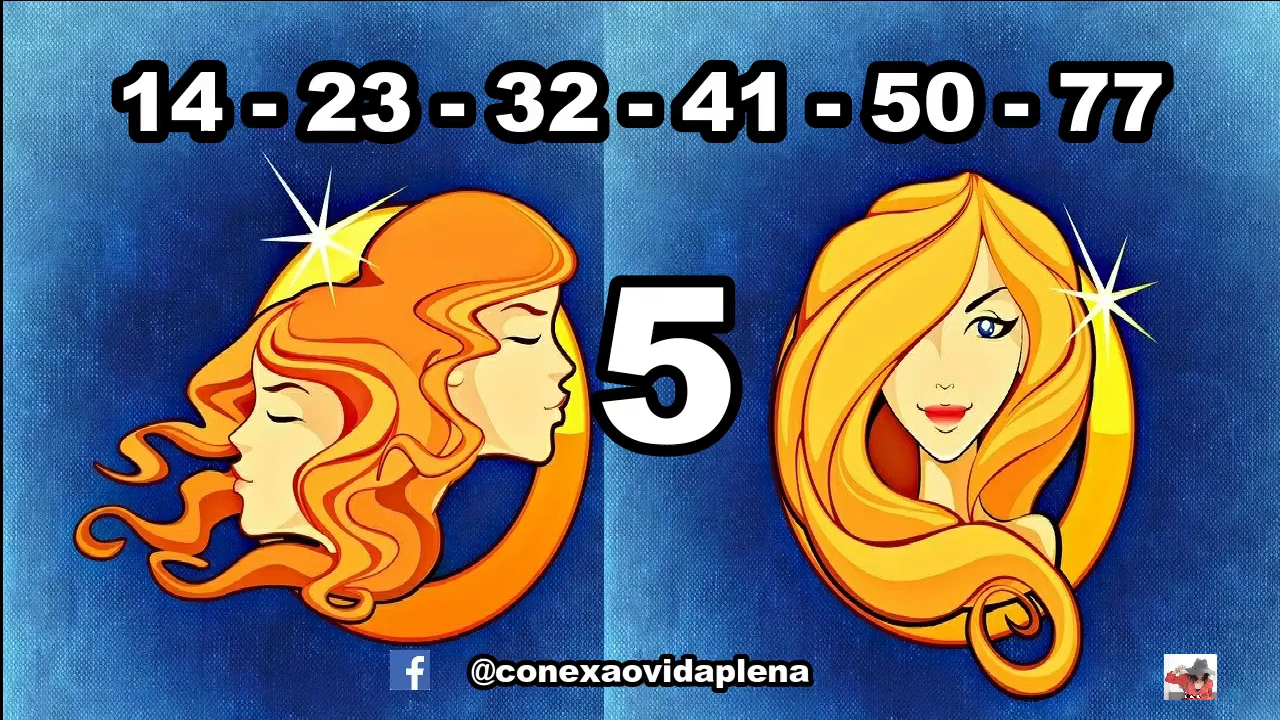 14 - 23 - 32 - 41 - 50 - 77
5
f
@conexaovidaplena